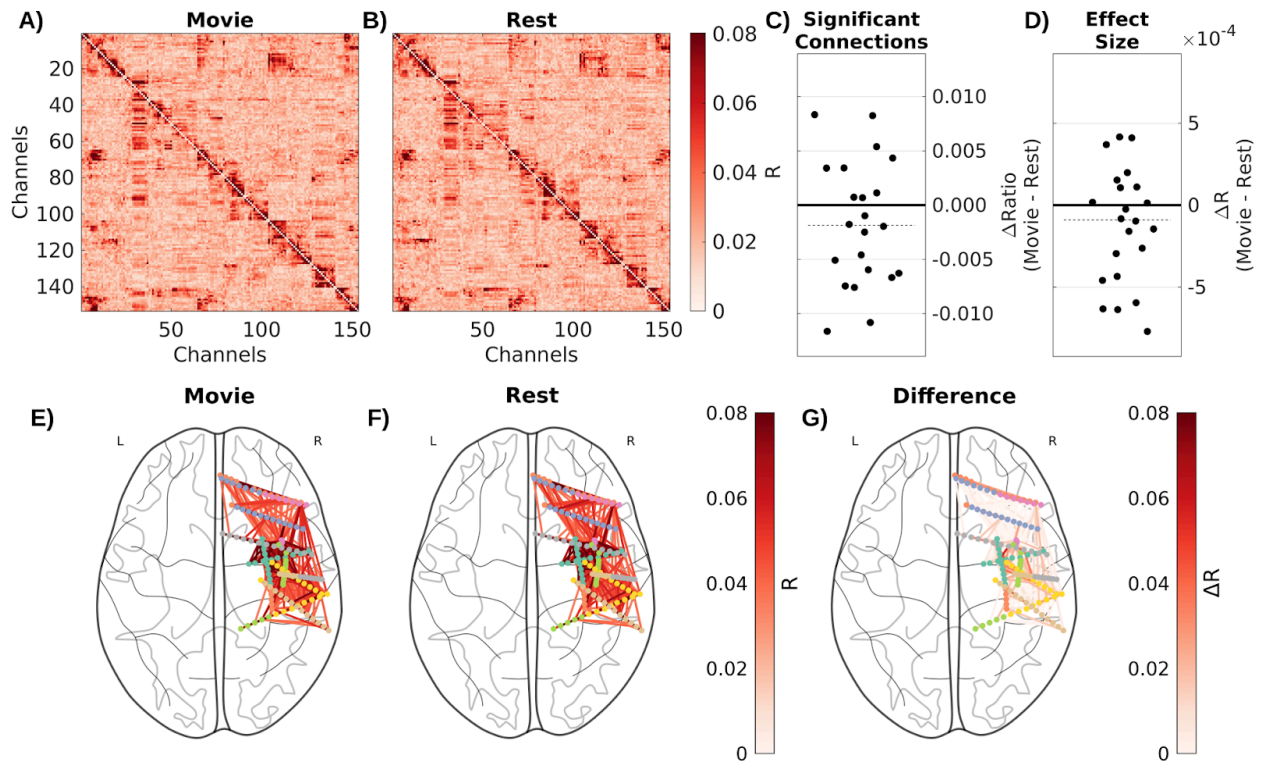 A)
Movie
B)
Rest
C)
Significant
Connections
D)
Effect
Size
×10⁻⁴
20
40
60
80
100
120
140
Channels
50
100
150
Channels
50
100
150
Channels
0.08
0.06
0.04
0.02
0
R
0.010
0.005
0.000
-0.005
-0.010
ΔRatio
(Movie - Rest)
5
0
-5
ΔR
(Movie - Rest)
E)
Movie
L
R
F)
Rest
L
R
0.08
0.06
0.04
0.02
0
R
G)
Difference
L
R
0.08
0.06
0.04
0.02
0
ΔR